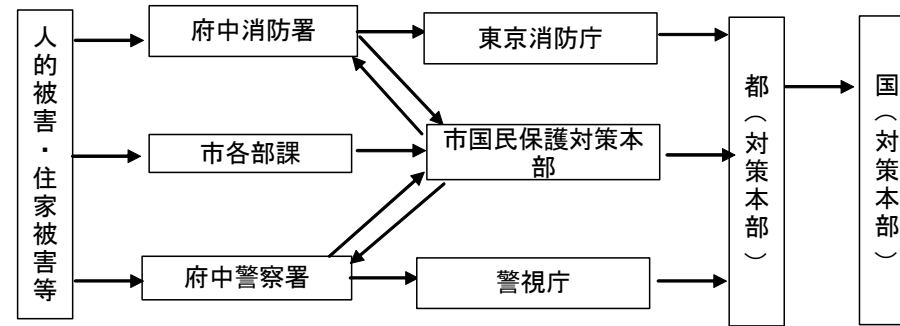 人的被害・住家被害等
府中消防署
東京消防庁
市各部課
市国民保護対策本
部
府中警察署
警視庁
都(対策本部)
国(対策本部)